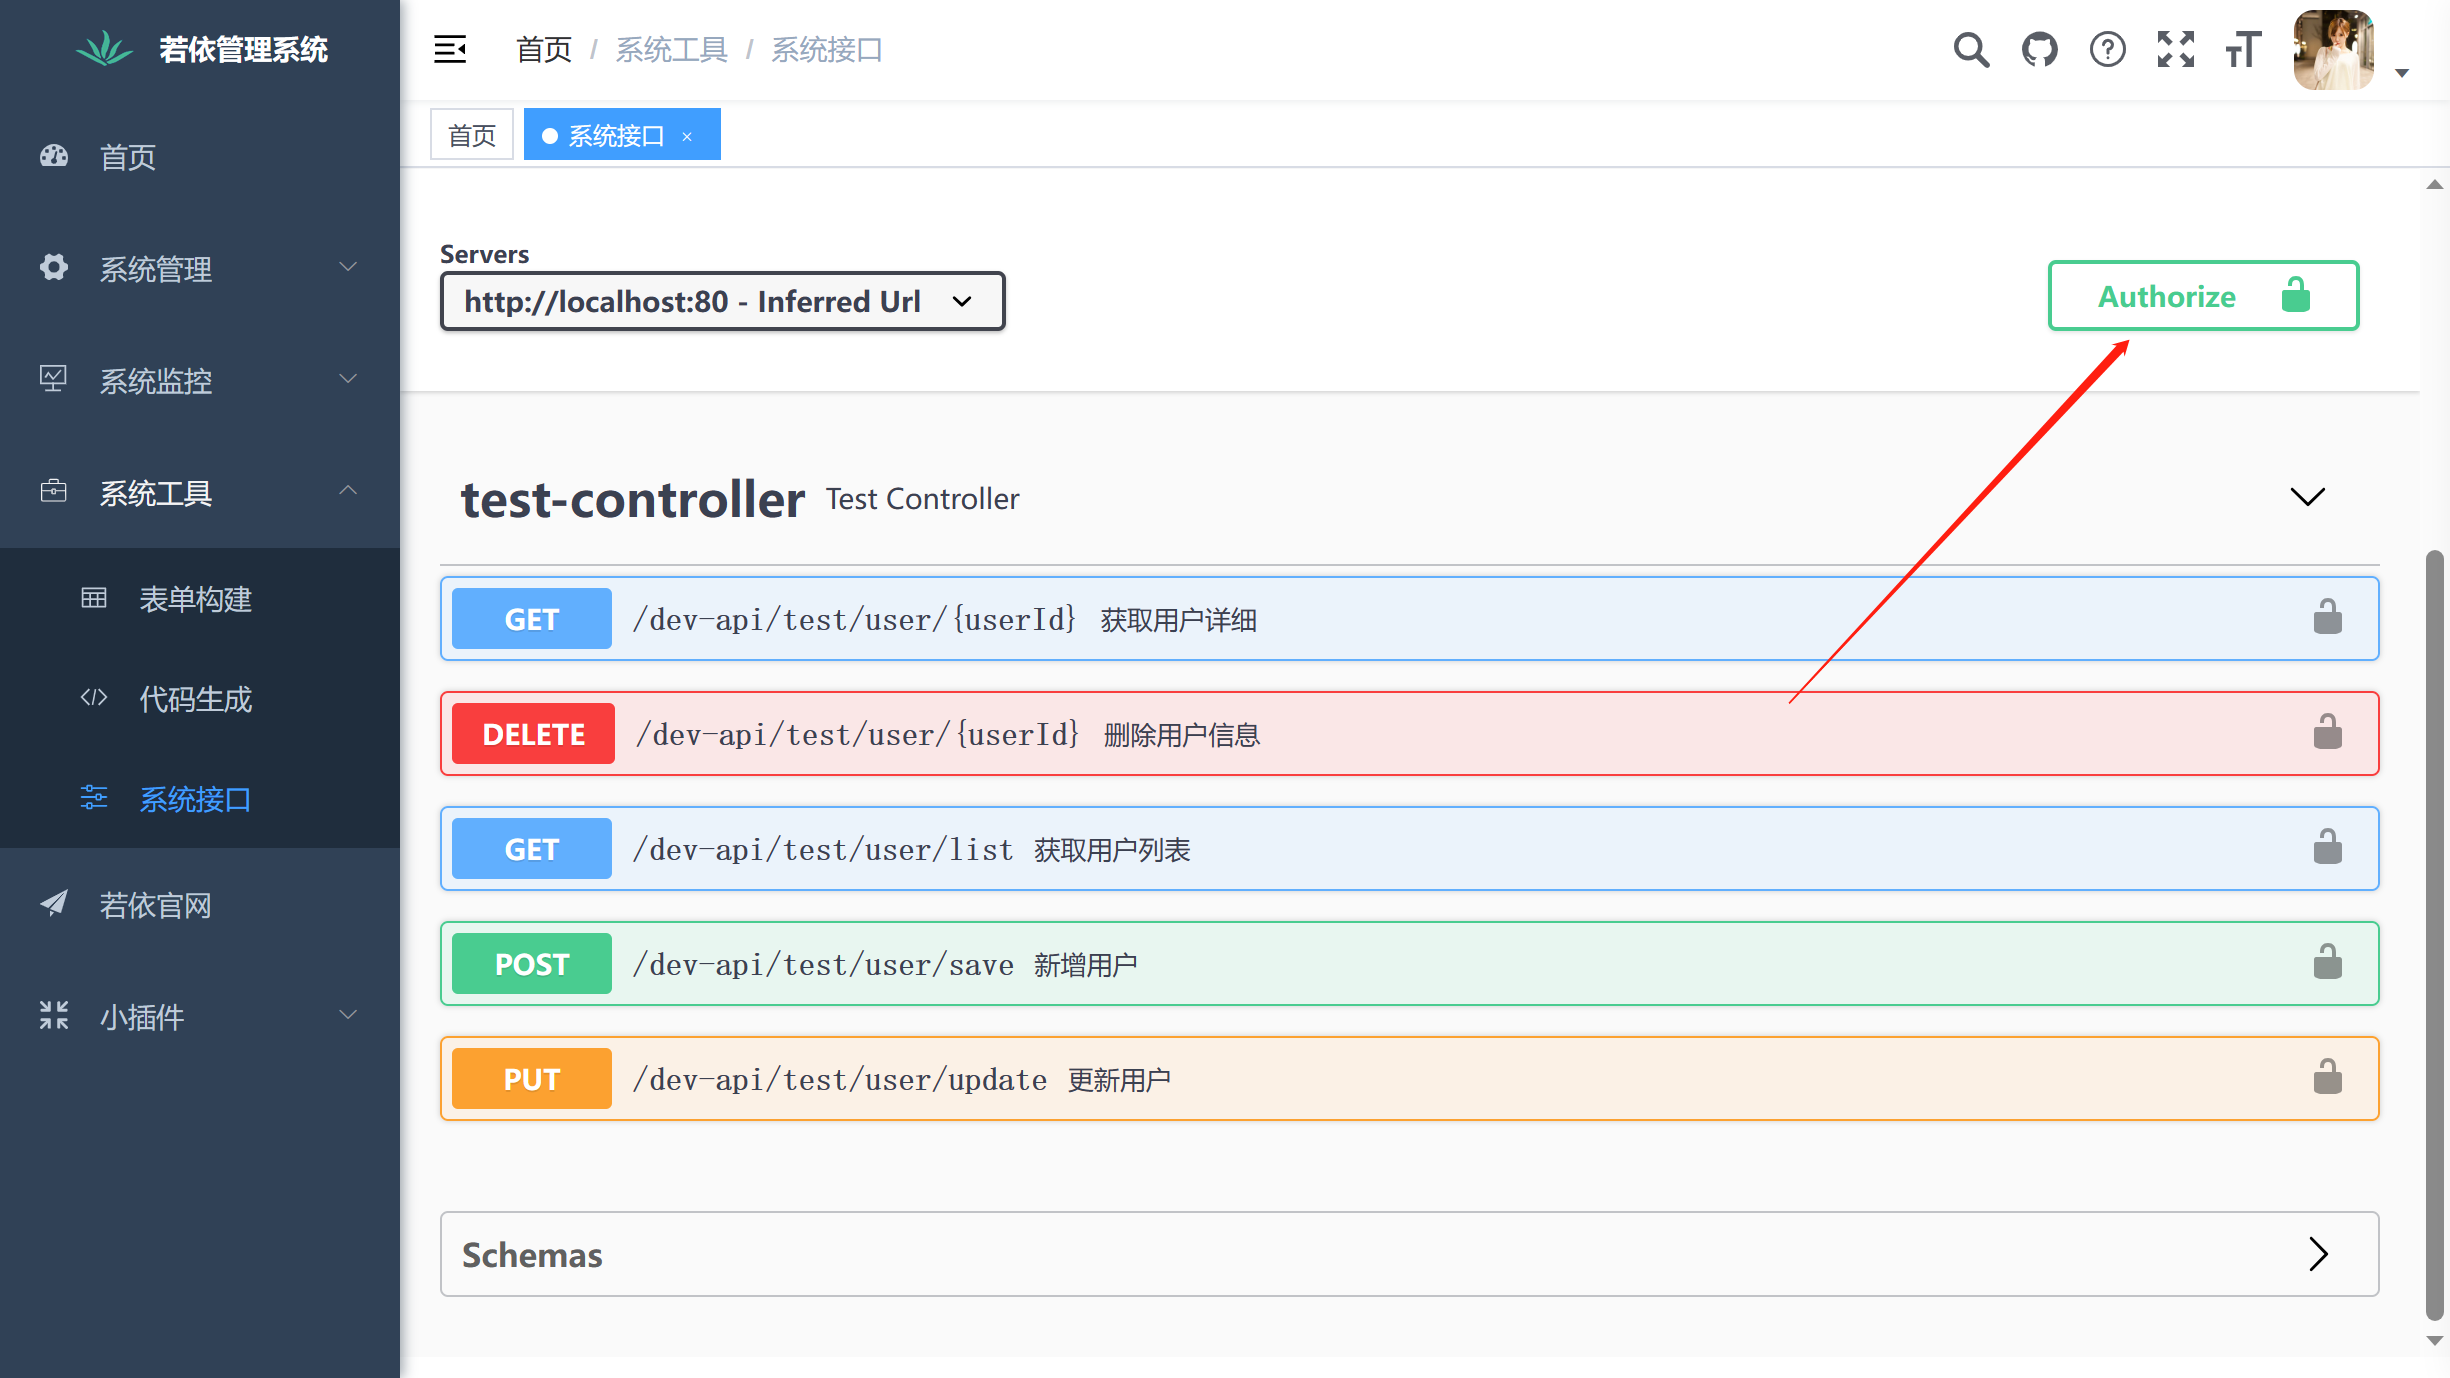 若依管理系统
首页
系统管理
系统监控
系统工具
表单构建
代码生成
系统接口
若依官网
小插件
首页 / 系统工具 / 系统接口
首页
系统接口 ×
Servers
http://localhost:80 - Inferred Url
Authorize
test-controller Test Controller
GET /dev-api/test/user/{userId} 获取用户详细
DELETE /dev-api/test/user/{userId} 删除用户信息
GET /dev-api/test/user/list 获取用户列表
POST /dev-api/test/user/save 新增用户
PUT /dev-api/test/user/update 更新用户
Schemas